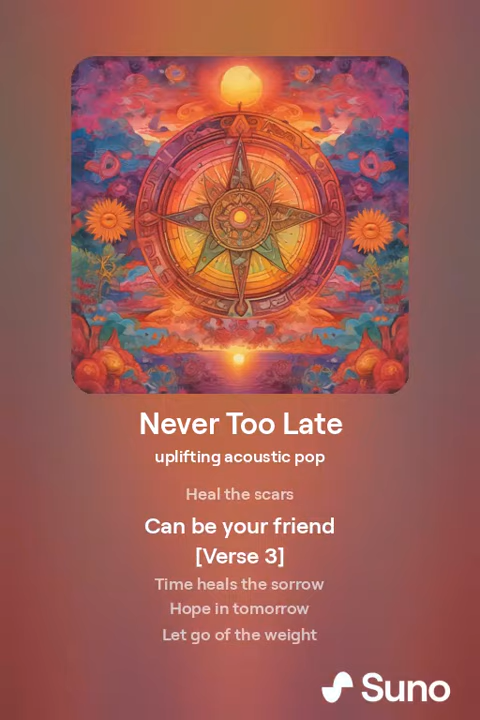 Never Too Late
uplifting acoustic pop
Heal the scars
Can be your friend
[Verse 3]
Time heals the sorrow
Hope in tomorrow
Let go of the weight
Suno